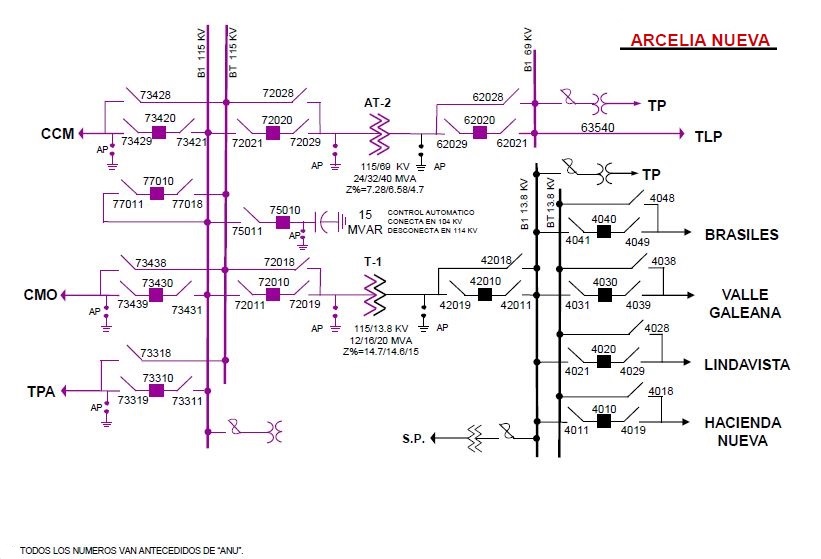 ARCELIA NUEVA
B1 115 KV
BT 115 KV
B1 69 KV
73428
72028
AT-2
62028
TP
CCM
73420
72020
62020
63540
TLP
73429
73421
72021
72029
62029
62021
AP
AP
AP
115/69 KV
24/32/40 MVA
Z%=7.28/6.58/4.7
TP
77010
77011
77018
B1 13.8 KV
BT 13.8 KV
4048
75010
15
MVAR
CONTROL AUTOMATICO
CONECTA EN 104 KV
DESCONECTA EN 114 KV
75011
AP
4040
4041
4049
BRASILES
73438
72018
T-1
42018
4038
CMO
73430
72010
42010
4030
VALLE
GALEANA
73439
73431
72011
72019
42019
42011
4031
4039
AP
AP
AP
115/13.8 KV
12/16/20 MVA
Z%=14.7/14.6/15
4028
73318
4020
LINDAVISTA
4021
4029
TPA
73310
73319
73311
AP
4018
4010
HACIENDA
NUEVA
4011
4019
S.P.
TODOS LOS NUMEROS VAN ANTECEDIDOS DE "ANU".